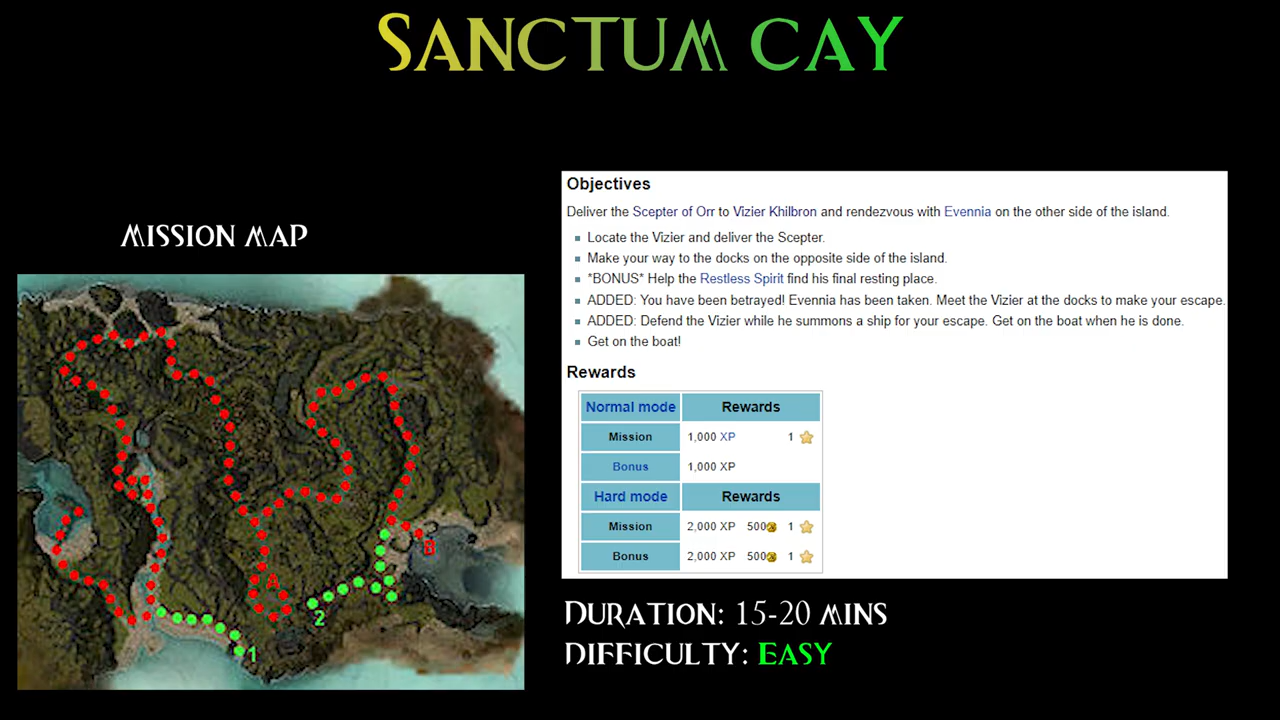 SANCTUM CAY
MISSION MAP
A
B
1
2
Objectives
Deliver the Scepter of Orr to Vizier Khilbron and rendezvous with Evennia on the other side of the island.
Locate the Vizier and deliver the Scepter.
Make your way to the docks on the opposite side of the island.
*BONUS* Help the Restless Spirit find his final resting place.
ADDED: You have been betrayed! Evennia has been taken. Meet the Vizier at the docks to make your escape.
ADDED: Defend the Vizier while he summons a ship for your escape. Get on the boat when he is done.
Get on the boat!
Rewards
Normal mode Rewards
Mission 1,000 XP 1
Bonus 1,000 XP
Hard mode Rewards
Mission 2,000 XP 500 1
Bonus 2,000 XP 500 1
DURATION: 15-20 MINS
DIFFICULTY: EASY